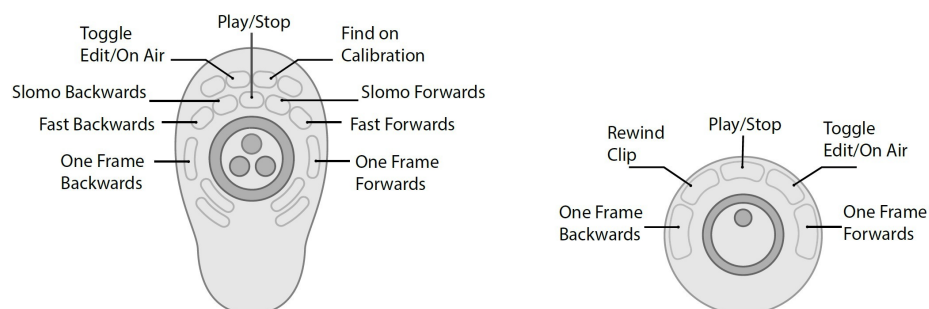 Play/Stop
Toggle
Edit/On Air
Find on
Calibration
Slomo Backwards
Slomo Forwards
Fast Backwards
Fast Forwards
One Frame
Backwards
One Frame
Forwards
Rewind
Clip
Play/Stop
Toggle
Edit/On Air
One Frame
Backwards
One Frame
Forwards